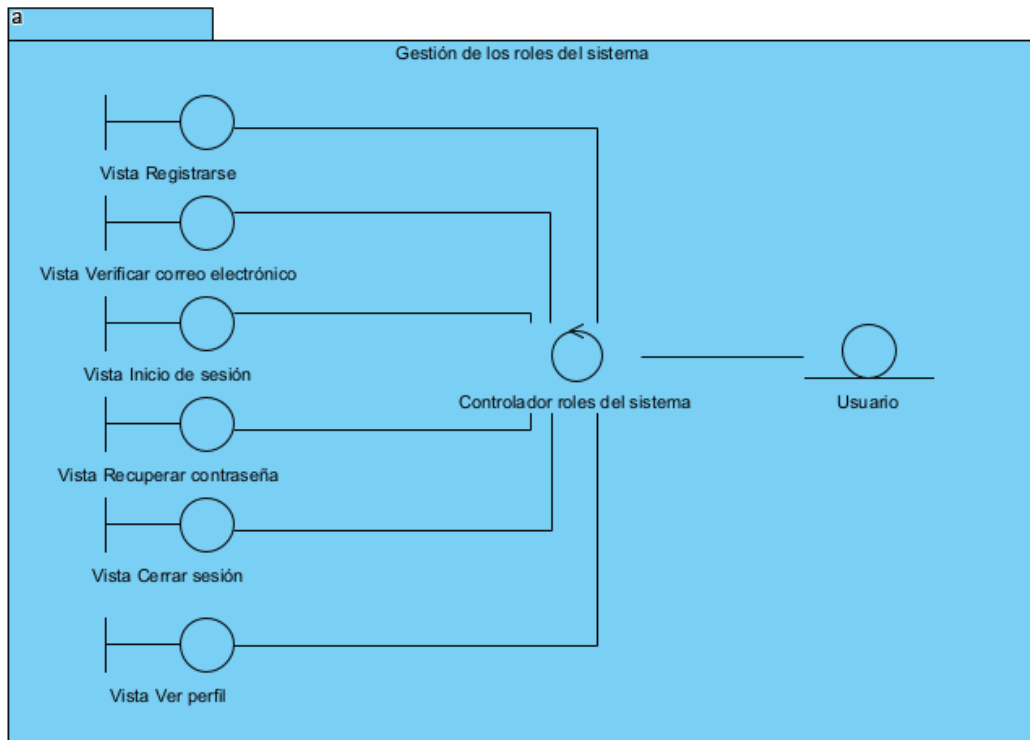 a
Gestión de los roles del sistema
Vista Registrarse
Vista Verificar correo electrónico
Vista Inicio de sesión
Controlador roles del sistema
Usuario
Vista Recuperar contraseña
Vista Cerrar sesión
Vista Ver perfil